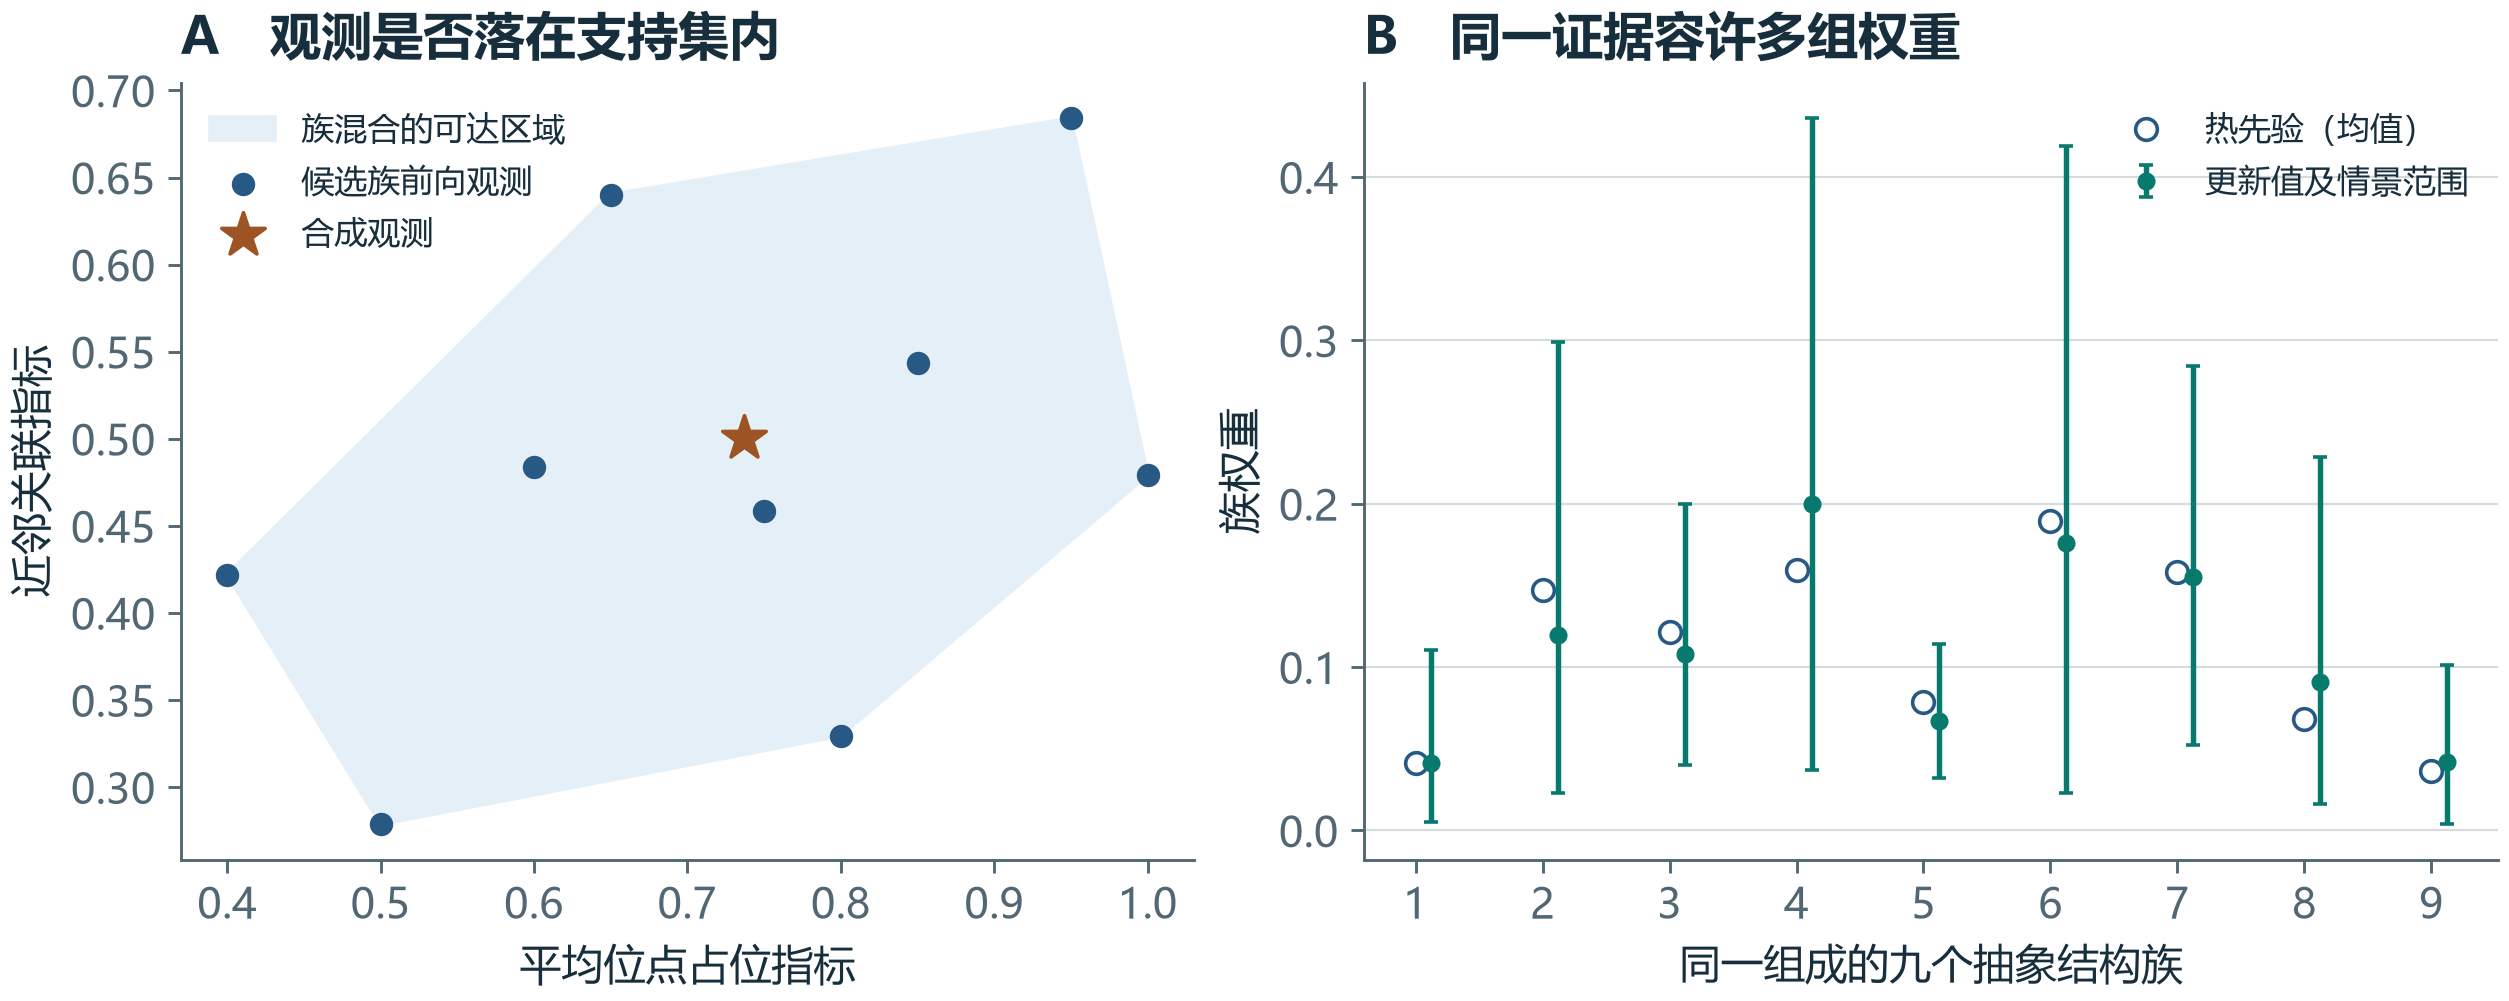 A 观测是否落在支持集内
族混合的可达区域
候选族前向预测
合成观测
0.70
0.65
0.60
0.55
0.50
0.45
0.40
0.35
0.30
近邻关联指标
0.4 0.5 0.6 0.7 0.8 0.9 1.0
平均位点占位指标
B 同一证据容许多组权重
热先验（均值）
更新值及情景范围
0.4
0.3
0.2
0.1
0.0
族权重
1 2 3 4 5 6 7 8 9
同一组成的九个抽象结构族